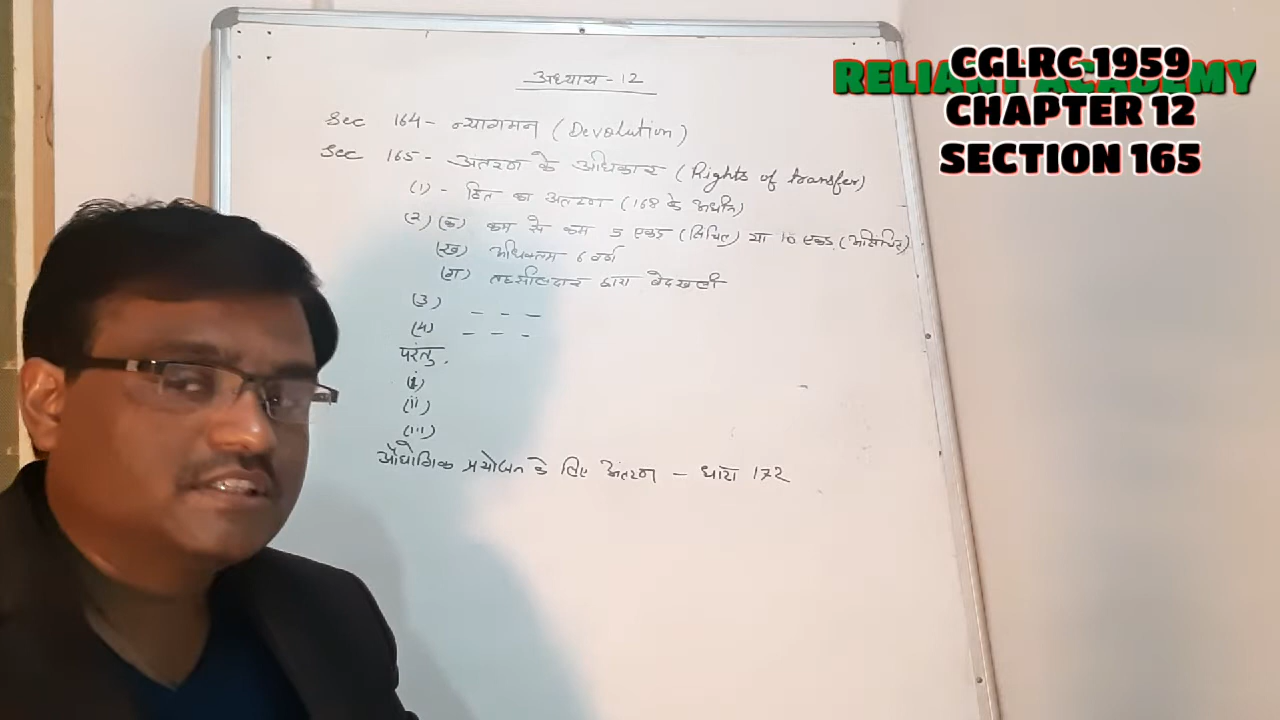 अध्याय - 12
Sec 164 - न्यागमन (Devolution)
Sec 165 - अंतरण के अधिकार (Rights of transfer)
(1) - हित का अंतरण (168 के अधीन)
(2) (क) कम से कम 5 एकड़ (सिंचित) या 10 एकड़ (असिंचित)
(ख) अधिकतम 6 वर्ष
(ग) तहसीलदार द्वारा बेदखली
(3) - - -
(4) - - -
परंतु.
(i)
(ii)
(iii)
औद्योगिक प्रयोजन के लिए अंतरण - धारा 172
RELIANT ACADEMY
CGLRC 1959
CHAPTER 12
SECTION 165